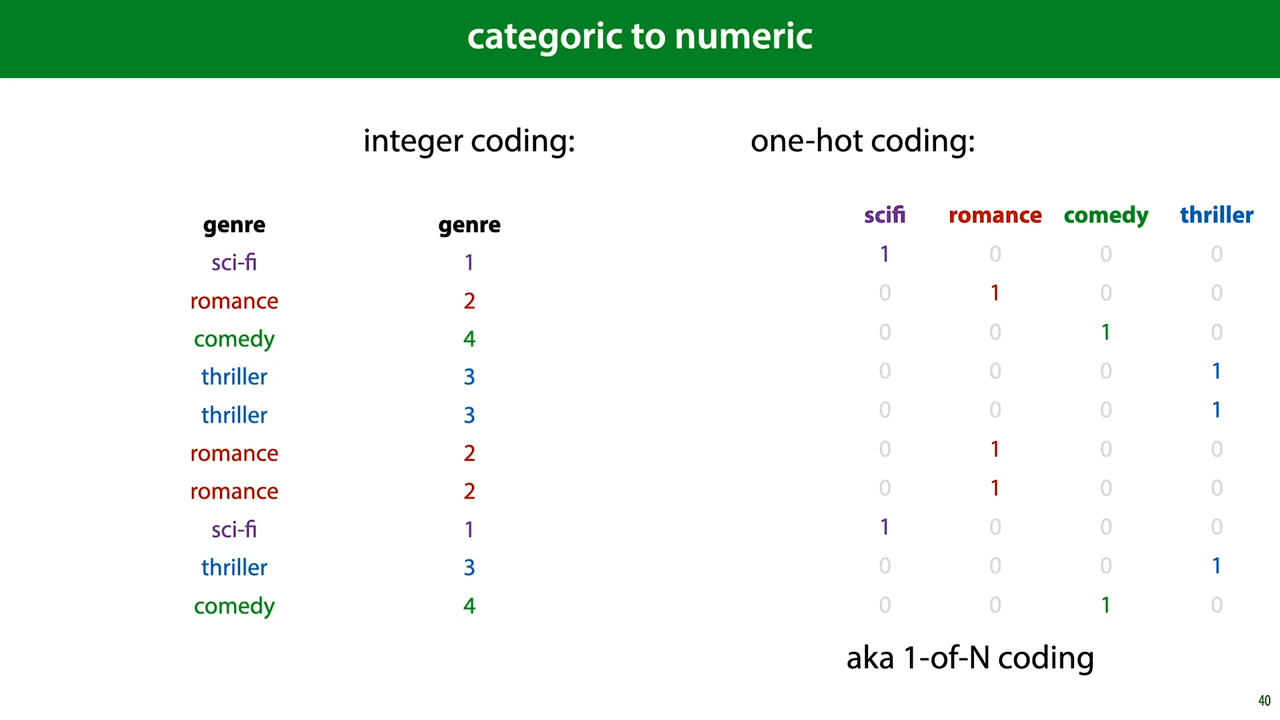 categoric to numeric
integer coding: one-hot coding:
genre genre
sci-fi 1
romance 2
comedy 4
thriller 3
thriller 3
romance 2
romance 2
sci-fi 1
thriller 3
comedy 4
scifi romance comedy thriller
1 0 0 0
0 1 0 0
0 0 1 0
0 0 0 1
0 0 0 1
0 1 0 0
0 1 0 0
1 0 0 0
0 0 0 1
0 0 1 0
aka 1-of-N coding
40